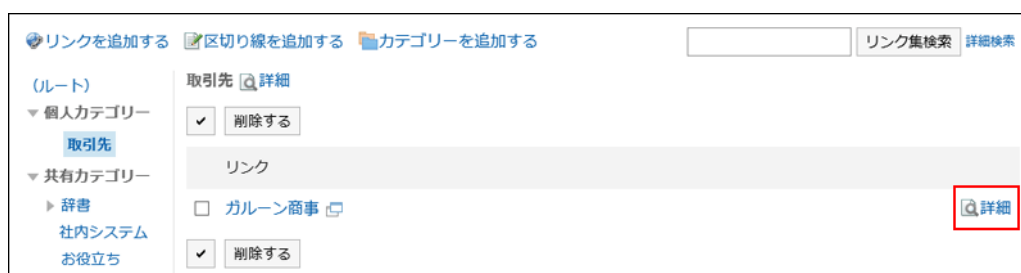 リンクを追加する 区切り線を追加する カテゴリーを追加する リンク集検索 詳細検索
(ルート)
個人カテゴリー
取引先
共有カテゴリー
辞書
社内システム
お役立ち
取引先 詳細
削除する
リンク
ガルーン商事 詳細
削除する